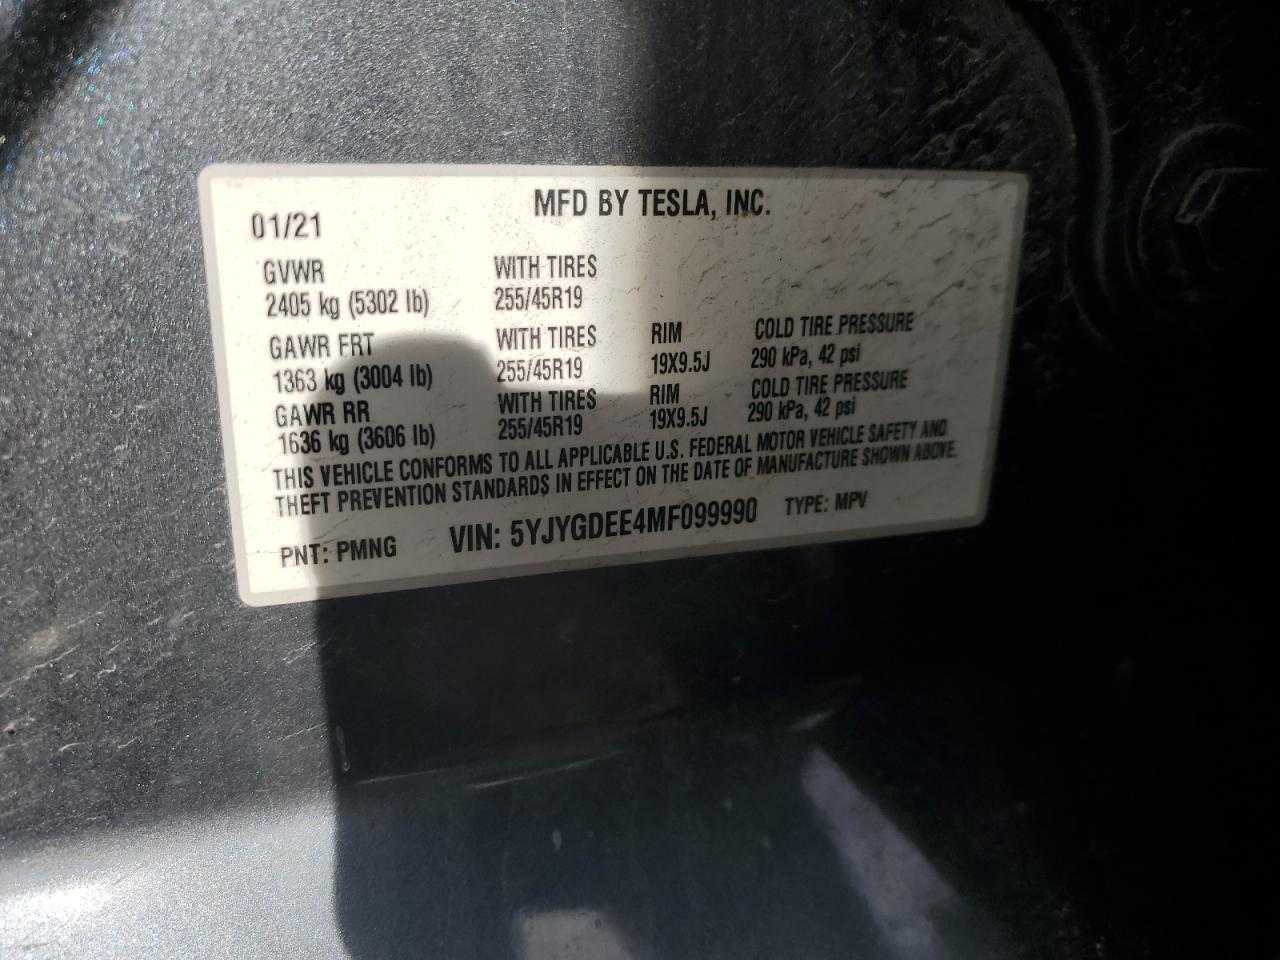 MFD BY TESLA, INC.
01/21
GVWR WITH TIRES
2405 kg (5302 lb) 255/45R19
GAWR FRT WITH TIRES RIM COLD TIRE PRESSURE
1363 kg (3004 lb) 255/45R19 19X9.5J 290 kPa, 42 psi
GAWR RR WITH TIRES RIM COLD TIRE PRESSURE
1636 kg (3606 lb) 255/45R19 19X9.5J 290 kPa, 42 psi
THIS VEHICLE CONFORMS TO ALL APPLICABLE U.S. FEDERAL MOTOR VEHICLE SAFETY AND
THEFT PREVENTION STANDARDS IN EFFECT ON THE DATE OF MANUFACTURE SHOWN ABOVE.
PNT: PMNG VIN: 5YJYGDEE4MF099990 TYPE: MPV